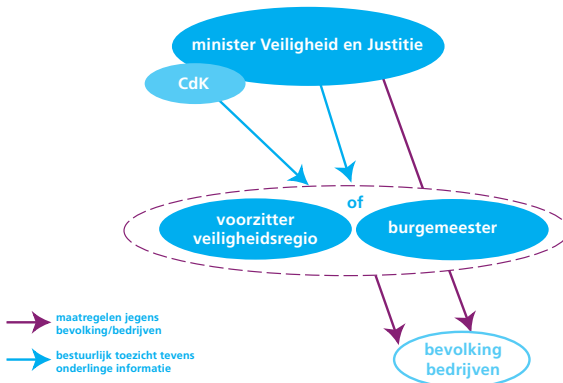 minister Veiligheid en Justitie
CdK
of
voorzitter
veiligheidsregio
burgemeester
maatregelen jegens
bevolking/bedrijven
bestuurlijk toezicht tevens
onderlinge informatie
bevolking
bedrijven